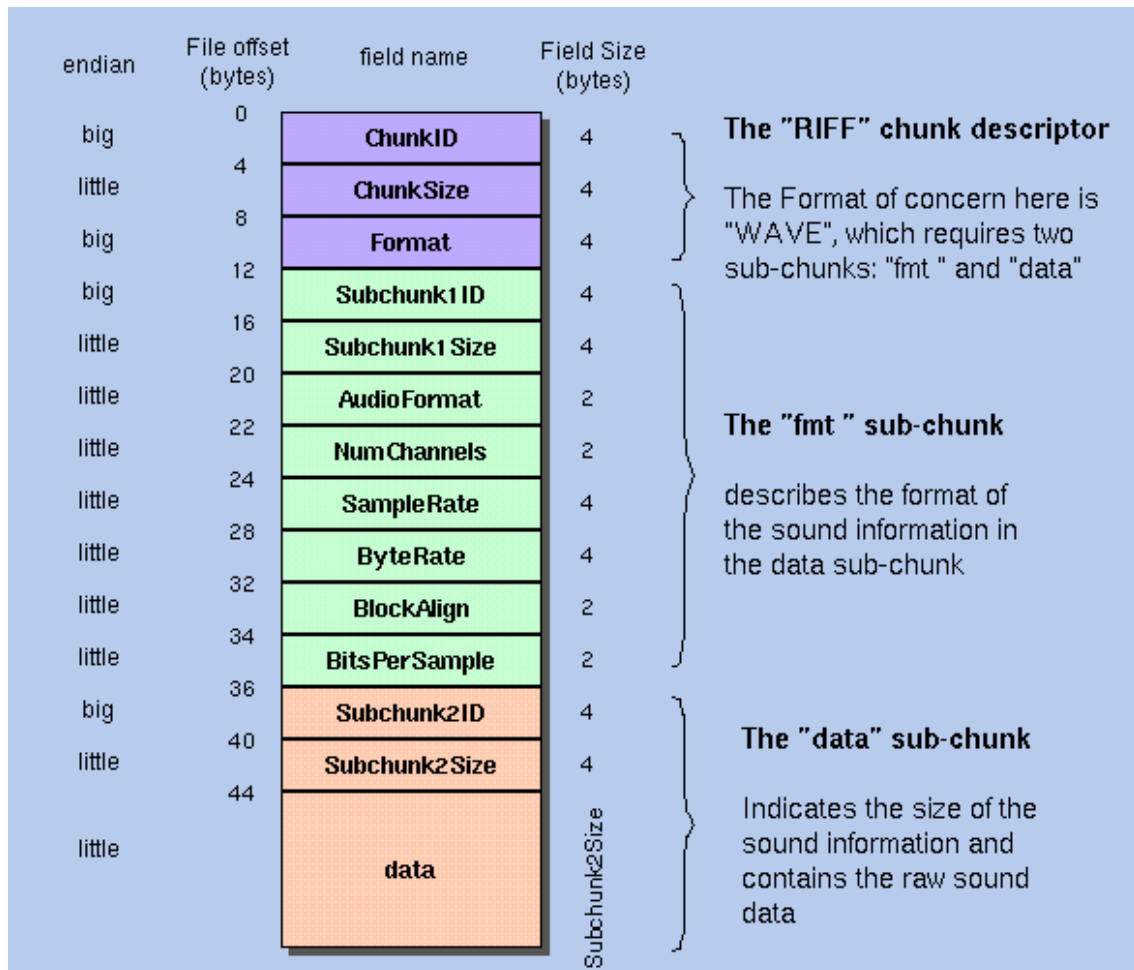 endian
File offset
(bytes)
field name
Field Size
(bytes)
0
big
ChunkID
4
The "RIFF" chunk descriptor
4
little
ChunkSize
4
The Format of concern here is
"WAVE", which requires two
sub-chunks: "fmt " and "data"
8
big
Format
4
12
big
Subchunk1ID
4
16
little
Subchunk1Size
4
20
little
AudioFormat
2
The "fmt " sub-chunk
22
little
NumChannels
2
24
little
SampleRate
4
describes the format of
the sound information in
the data sub-chunk
28
little
ByteRate
4
32
little
BlockAlign
2
34
little
BitsPerSample
2
36
big
Subchunk2ID
4
The "data" sub-chunk
40
little
Subchunk2Size
4
44
little
data
Subchunk2Size
Indicates the size of the
sound information and
contains the raw sound
data